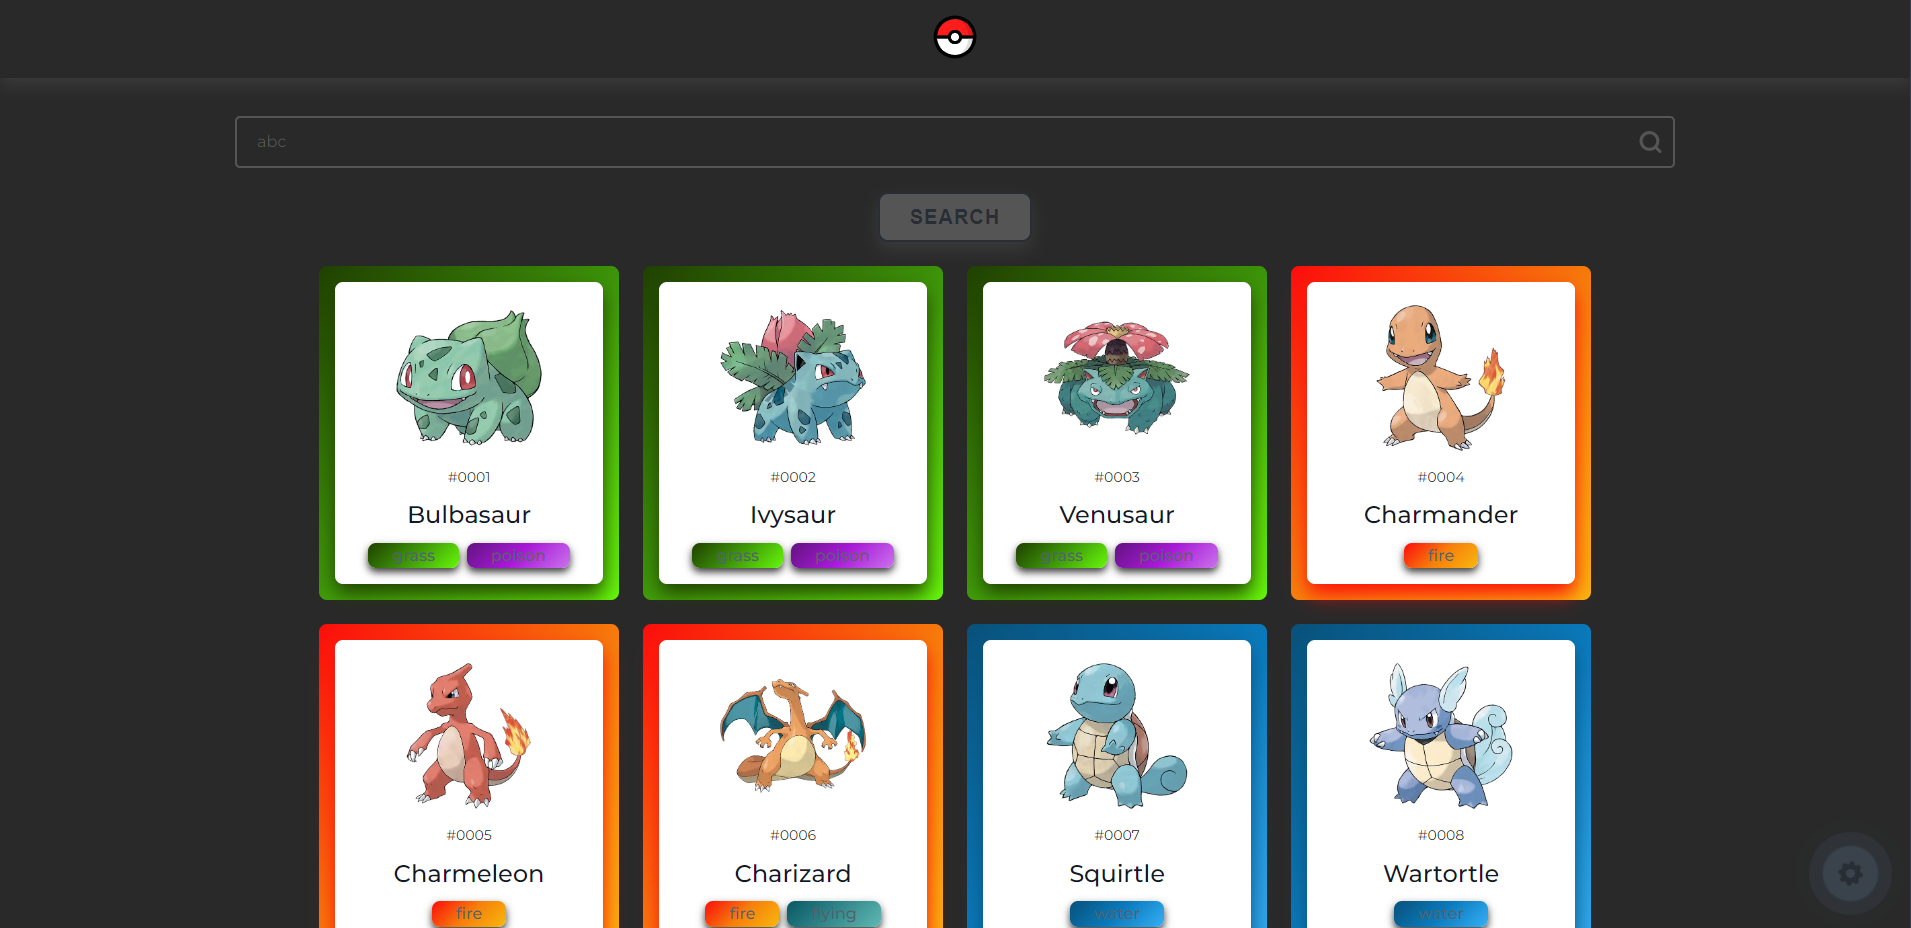 abc
SEARCH
#0001
Bulbasaur
grass poison
#0002
Ivysaur
grass poison
#0003
Venusaur
grass poison
#0004
Charmander
fire
#0005
Charmeleon
fire
#0006
Charizard
fire flying
#0007
Squirtle
water
#0008
Wartortle
water